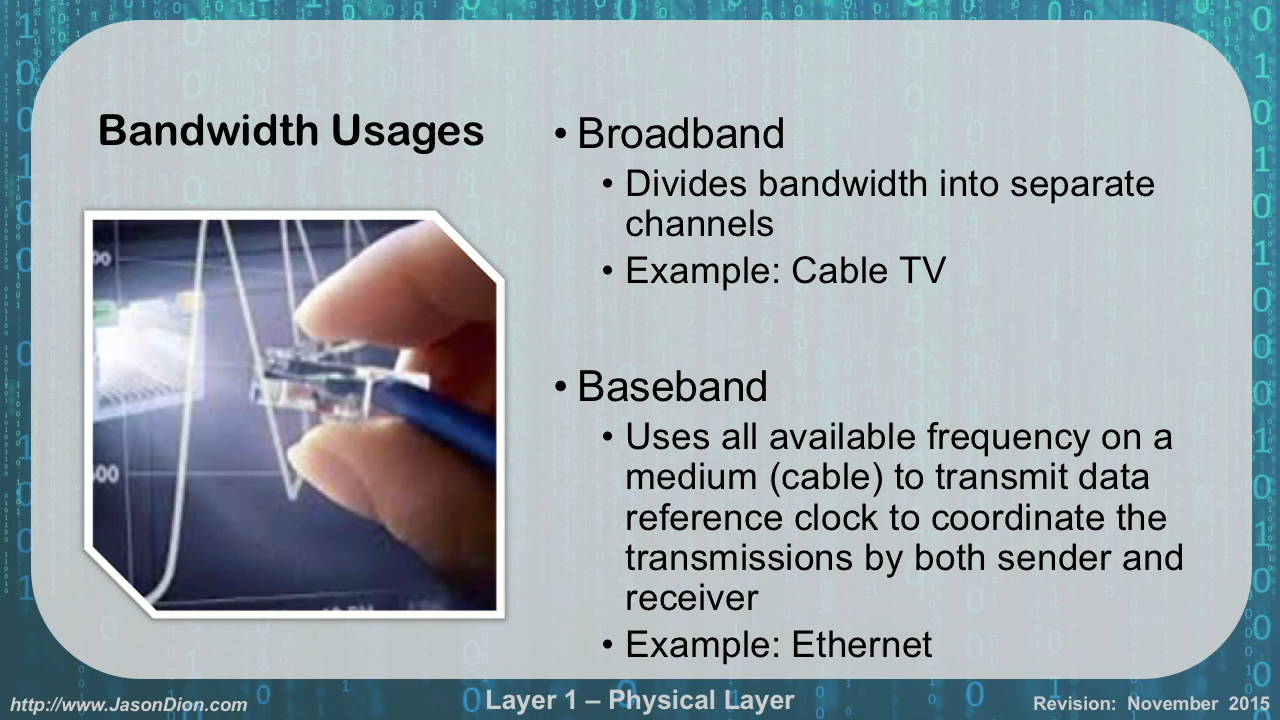 Bandwidth Usages
• Broadband
• Divides bandwidth into separate
channels
• Example: Cable TV
• Baseband
• Uses all available frequency on a
medium (cable) to transmit data
reference clock to coordinate the
transmissions by both sender and
receiver
• Example: Ethernet
http://www.JasonDion.com
Layer 1 – Physical Layer
Revision: November 2015